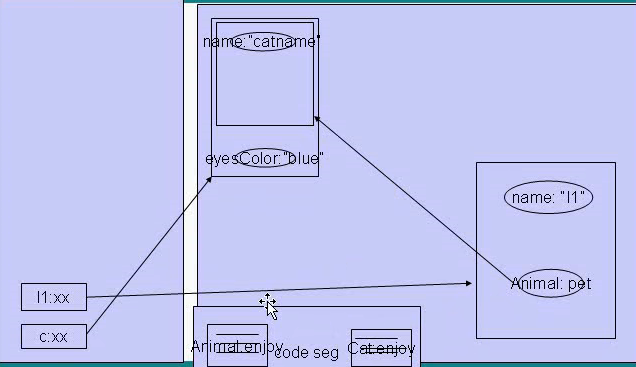 name:"catname"
eyesColor:"blue"
name: "l1"
Animal: pet
l1:xx
c:xx
Animal:enjoy
code seg
Cat:enjoy